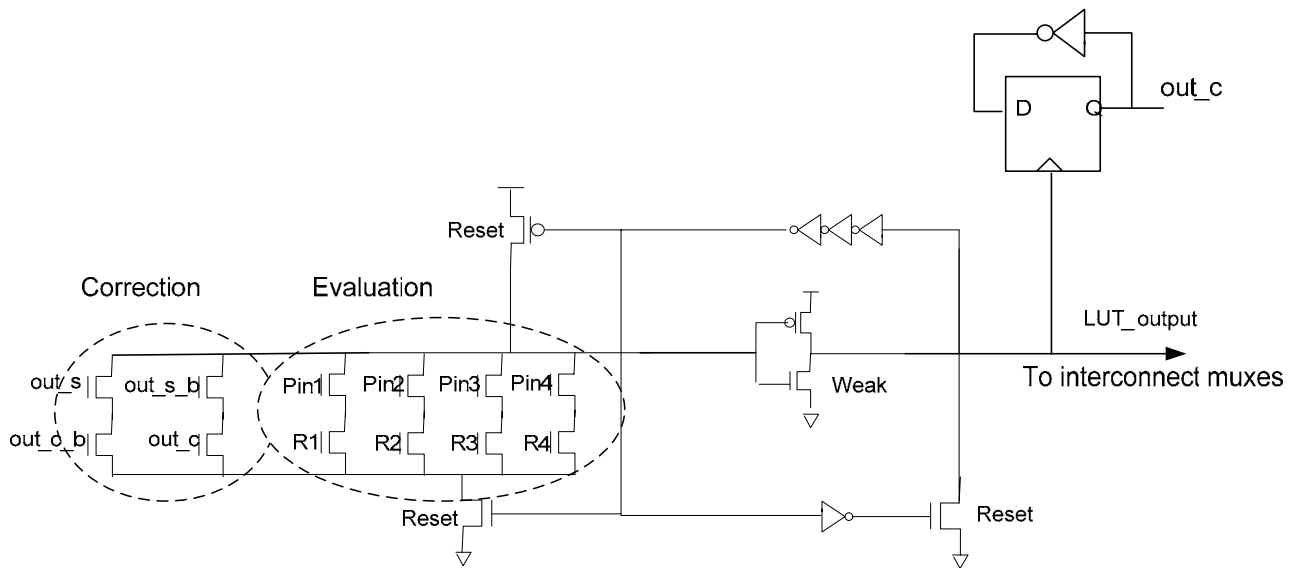 out_c
D Q
Reset
Correction Evaluation
LUT_output
To interconnect muxes
Weak
out_s out_s_b Pin1 Pin2 Pin3 Pin4
out_c_b out_c R1 R2 R3 R4
Reset
Reset